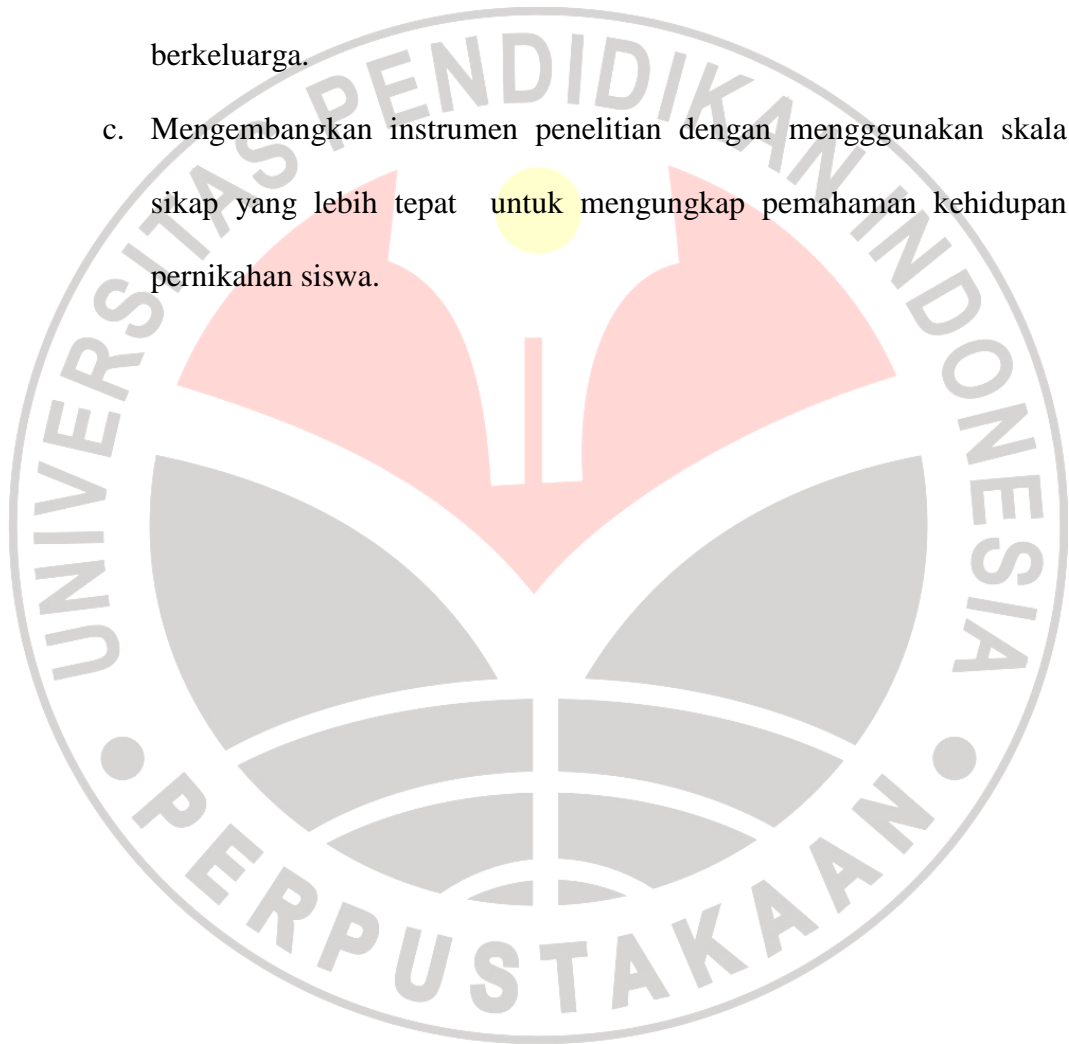 berkeluarga.
c. Mengembangkan instrumen penelitian dengan mengggunakan skala
sikap yang lebih tepat untuk mengungkap pemahaman kehidupan
pernikahan siswa.
UNIVERSITAS PENDIDIKAN INDONESIA
PERPUSTAKAAN